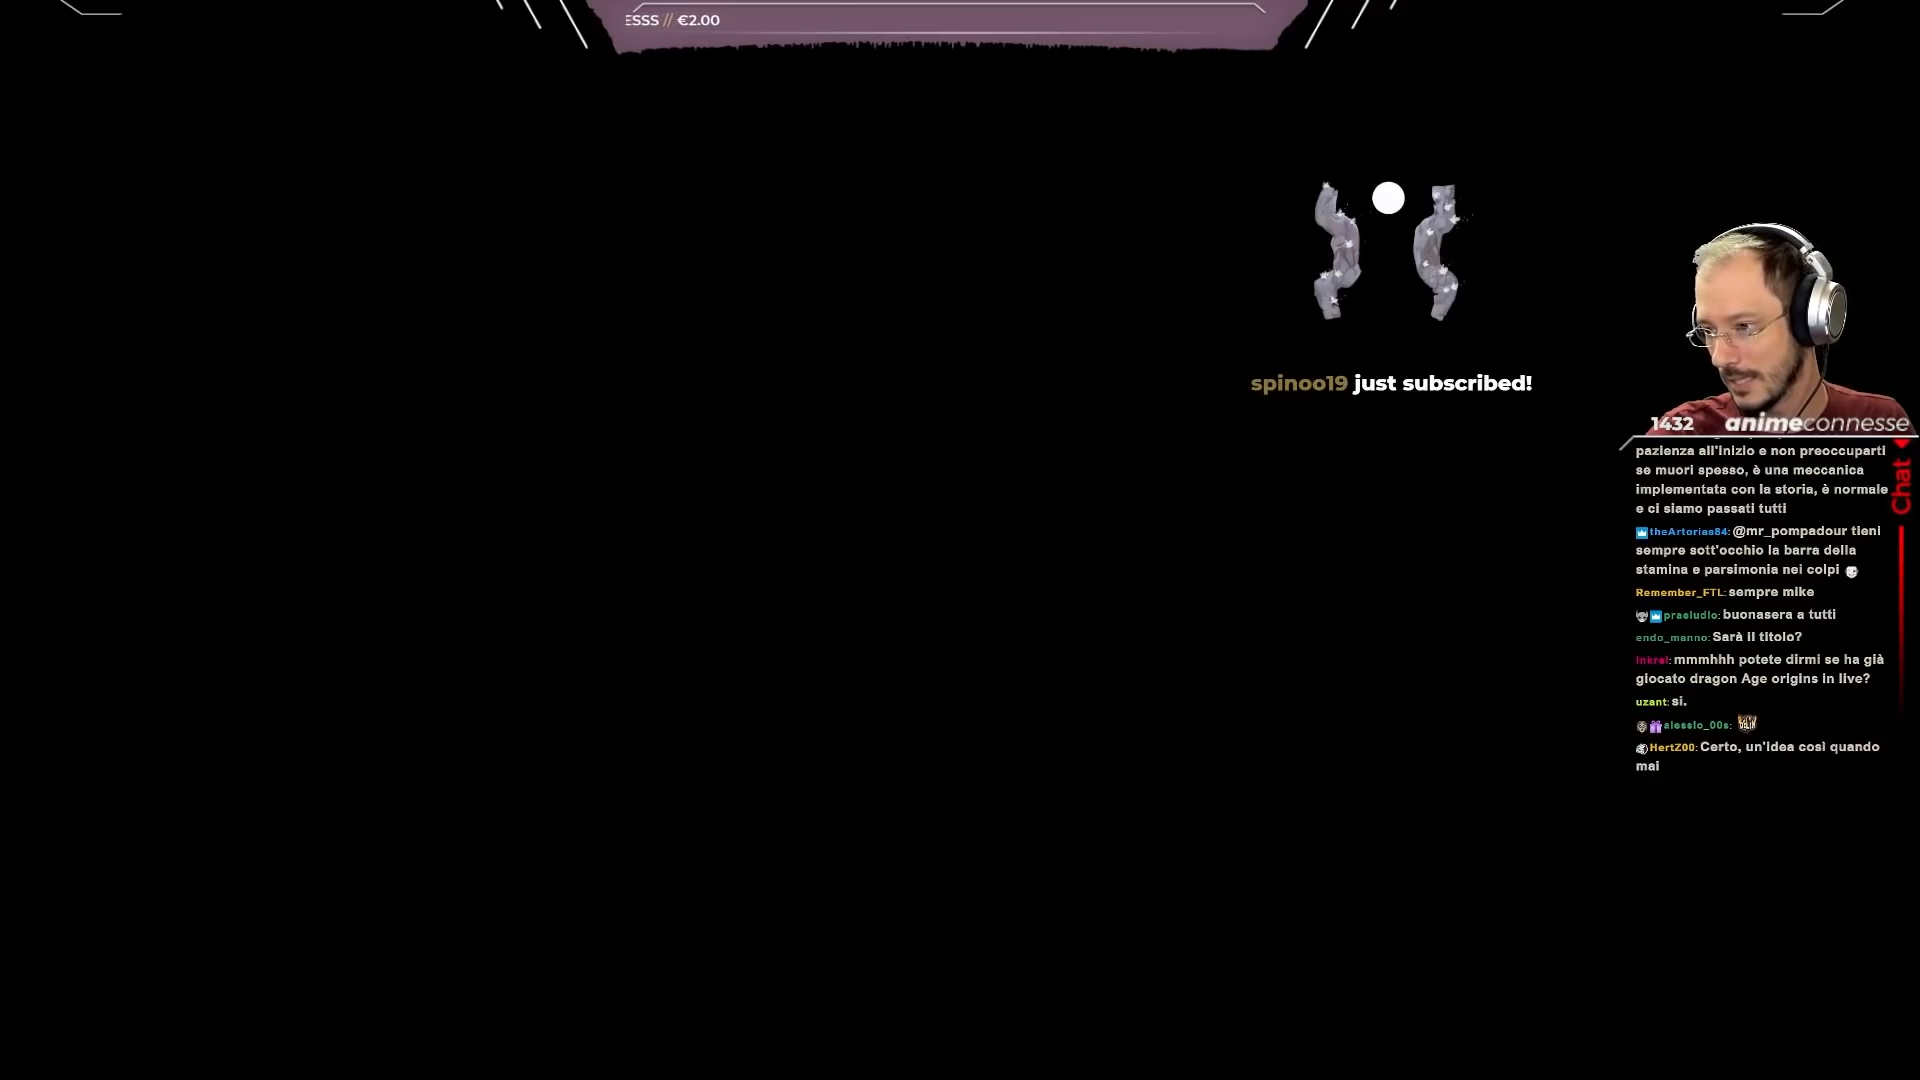 ESSS // €2.00
spinoo19 just subscribed!
1432 animeconnesse
pazienza all'inizio e non preoccuparti
se muori spesso, è una meccanica
implementata con la storia, è normale
e ci siamo passati tutti
theArtorias84: @mr_pompadour tieni
sempre sott'occhio la barra della
stamina e parsimonia nei colpi
Remember_FTL: sempre mike
prasludio: buonasera a tutti
endo_manno: Sarà il titolo?
Inkrei: mmmhhh potete dirmi se ha già
giocato dragon Age origins in live?
uzant: si.
alessio_00s:
HertZ00: Certo, un'idea così quando
mai
Chat